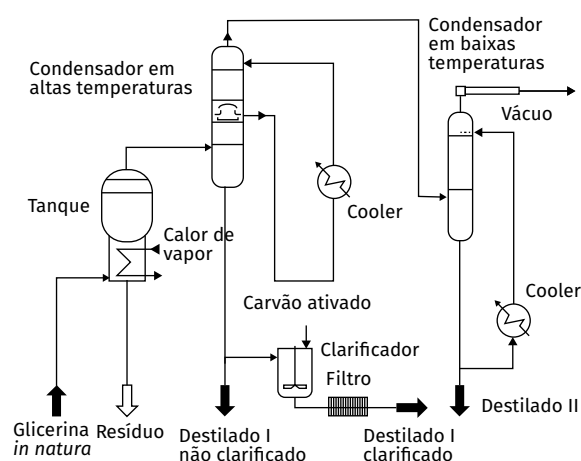 Condensador
em baixas
temperaturas
Condensador em
altas temperaturas
Vácuo
Tanque
Cooler
Calor de
vapor
Cooler
Carvão ativado
Clarificador
Filtro
Glicerina
in natura
Resíduo
Destilado I
não clarificado
Destilado I
clarificado
Destilado II